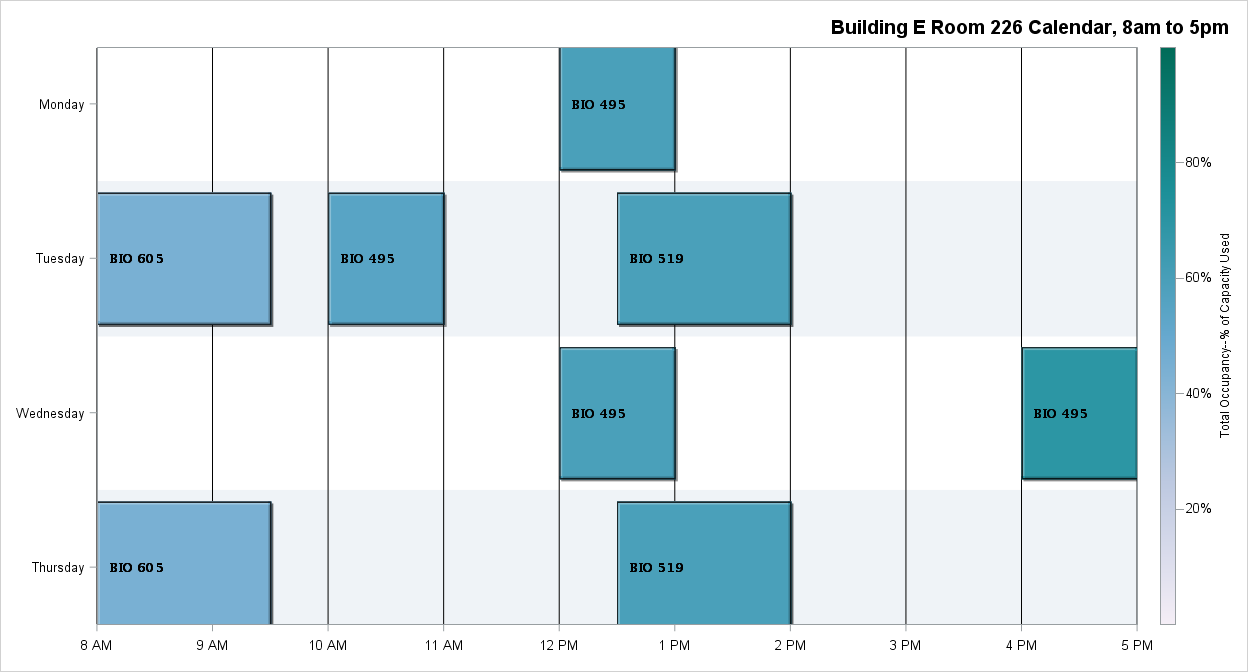 Building E Room 226 Calendar, 8am to 5pm
Monday
BIO 495
Tuesday
BIO 605
BIO 495
BIO 519
Wednesday
BIO 495
BIO 495
Thursday
BIO 605
BIO 519
8 AM
9 AM
10 AM
11 AM
12 PM
1 PM
2 PM
3 PM
4 PM
5 PM
80%
60%
40%
20%
Total Occupancy--% of Capacity Used